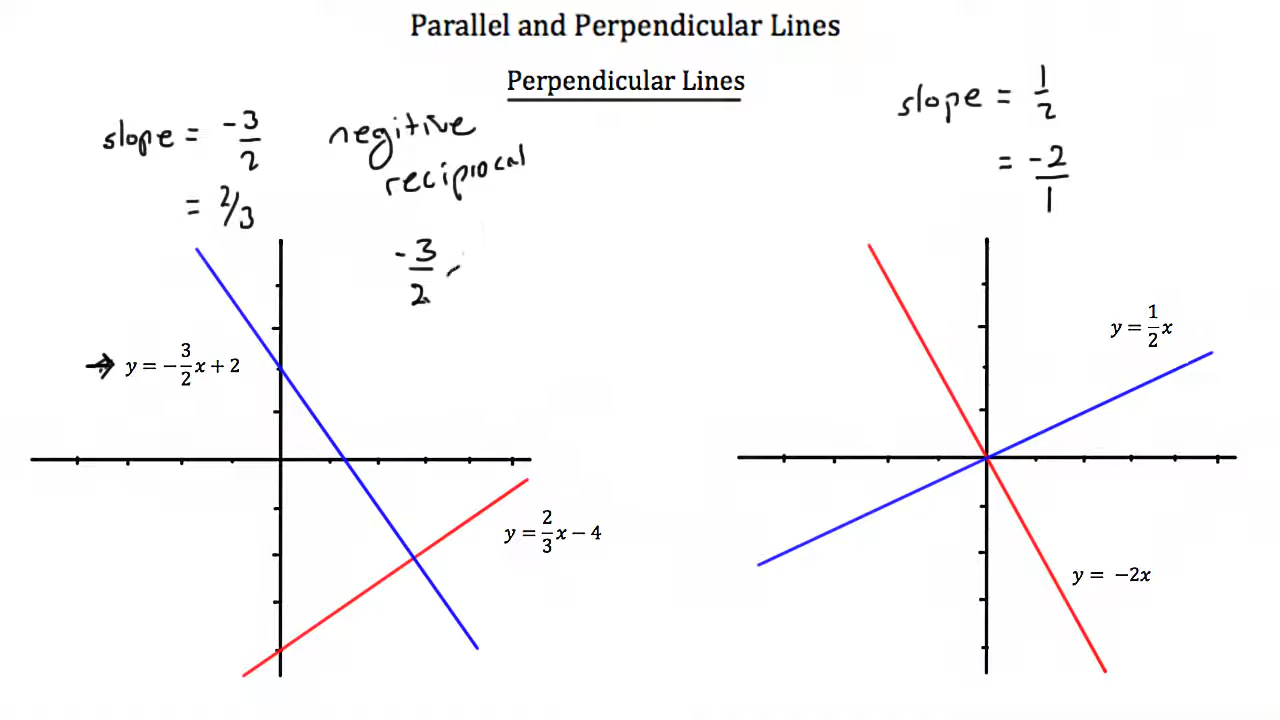 Parallel and Perpendicular Lines
Perpendicular Lines
slope = -3/2
= 2/3
negitive
reciprocal
-3/2
slope = 1/2
= -2/1
y = -3/2x + 2
y = 2/3x - 4
y = 1/2x
y = -2x